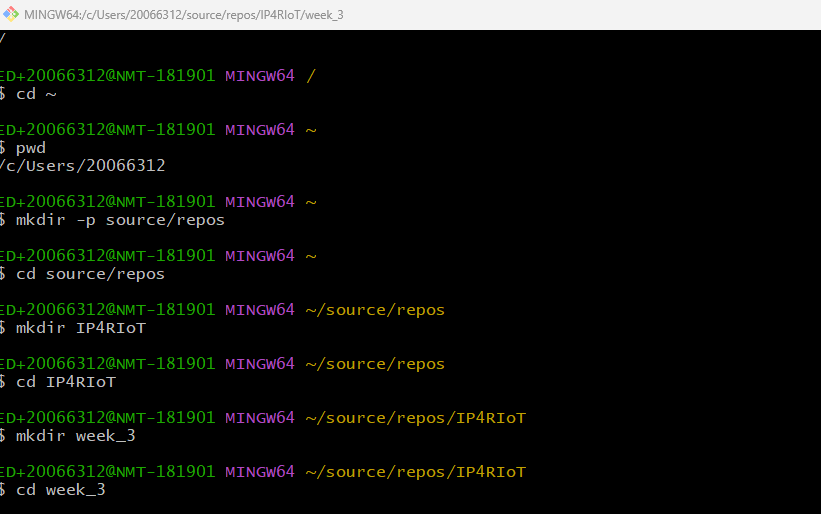 MINGW64:/c/Users/20066312/source/repos/IP4RIoT/week_3
/
ED+20066312@NMT-181901 MINGW64 /
$ cd ~
ED+20066312@NMT-181901 MINGW64 ~
$ pwd
/c/Users/20066312
ED+20066312@NMT-181901 MINGW64 ~
$ mkdir -p source/repos
ED+20066312@NMT-181901 MINGW64 ~
$ cd source/repos
ED+20066312@NMT-181901 MINGW64 ~/source/repos
$ mkdir IP4RIoT
ED+20066312@NMT-181901 MINGW64 ~/source/repos
$ cd IP4RIoT
ED+20066312@NMT-181901 MINGW64 ~/source/repos/IP4RIoT
$ mkdir week_3
ED+20066312@NMT-181901 MINGW64 ~/source/repos/IP4RIoT
$ cd week_3